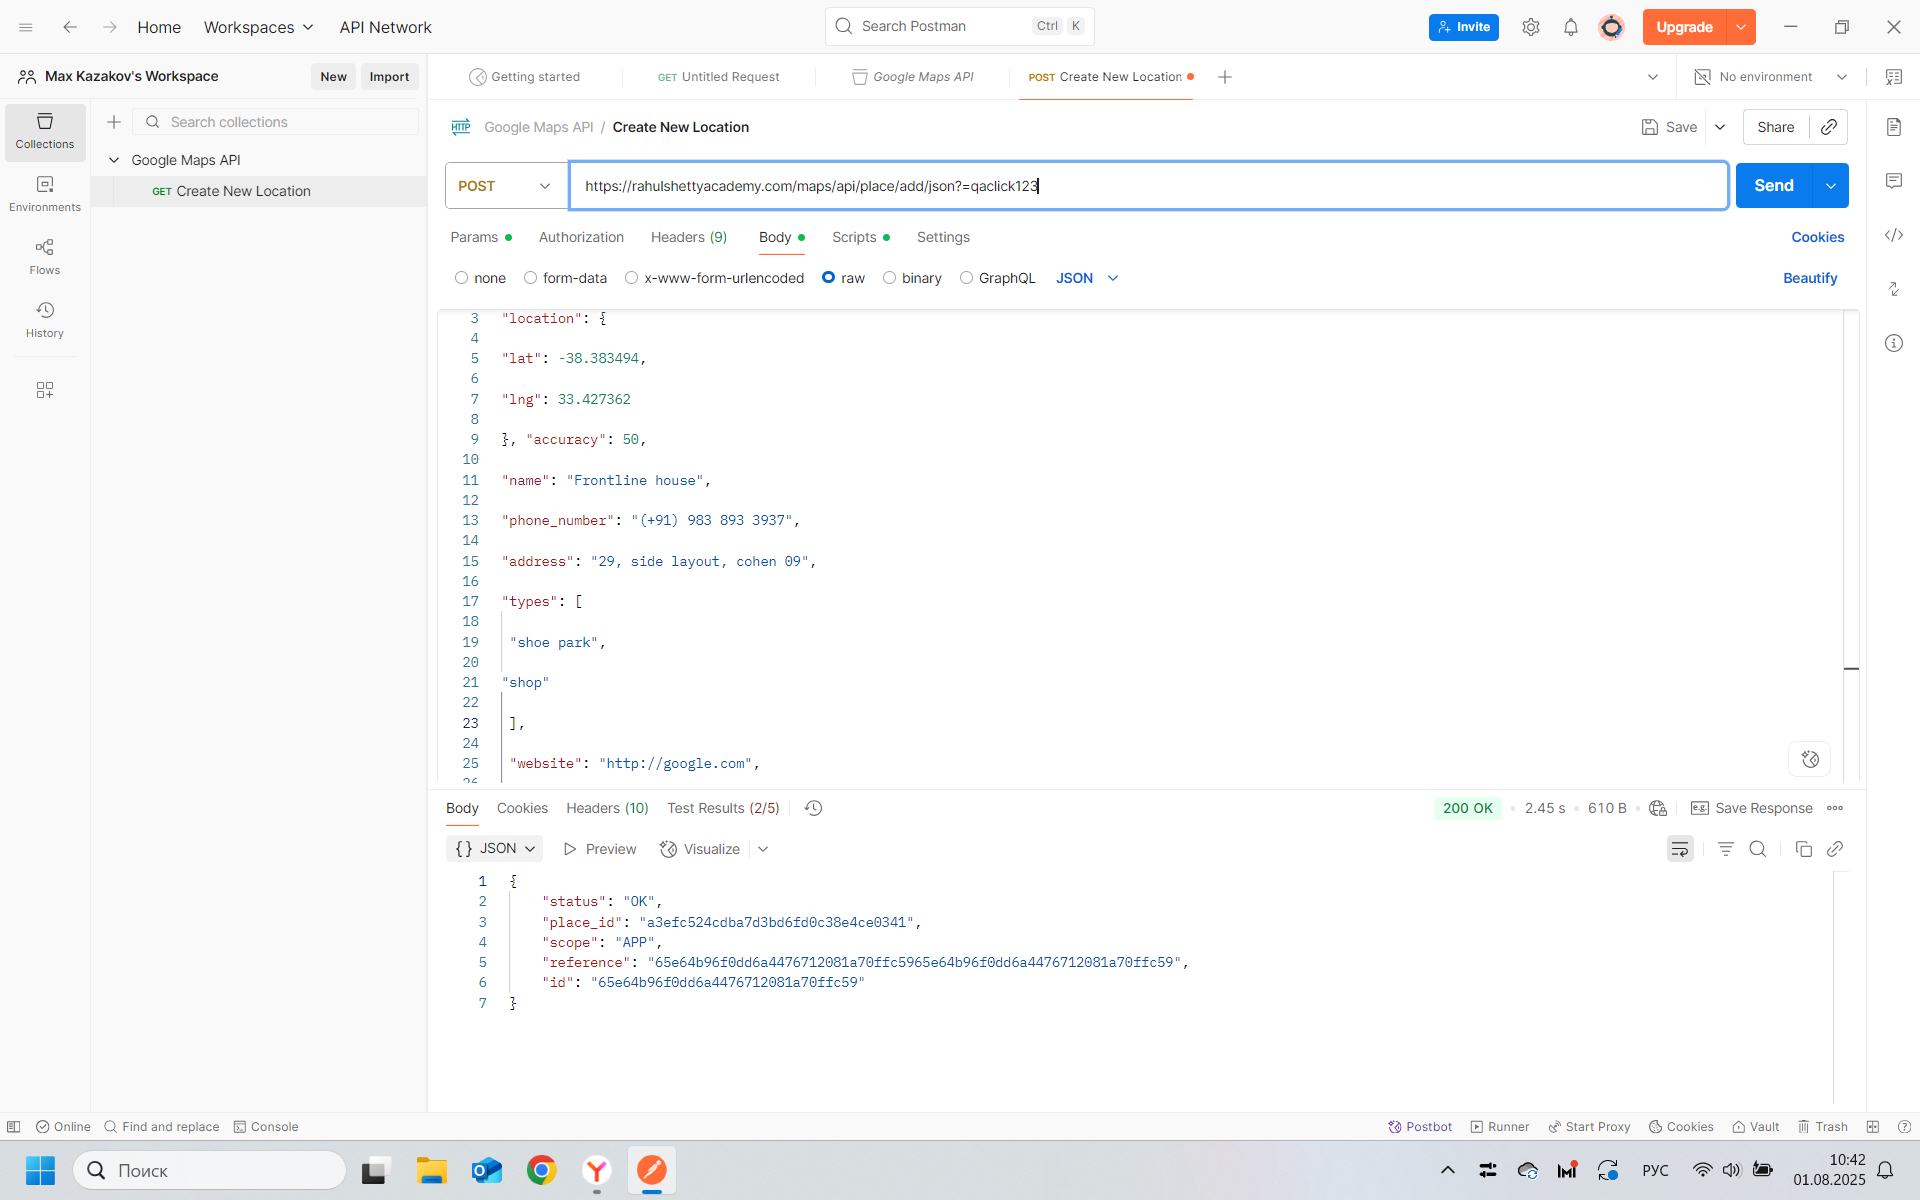 Home Workspaces API Network Search Postman Ctrl K Invite Upgrade
Max Kazakov's Workspace New Import Getting started GET Untitled Request Google Maps API POST Create New Location No environment
Collections
Search collections
Google Maps API / Create New Location Save Share
Google Maps API
GET Create New Location
POST https://rahulshettyacademy.com/maps/api/place/add/json?=qaclick123 Send
Environments
Params Authorization Headers (9) Body Scripts Settings Cookies
Flows
none form-data x-www-form-urlencoded raw binary GraphQL JSON Beautify
History
3 "location": {
4
5 "lat": -38.383494,
6
7 "lng": 33.427362
8
9 }, "accuracy": 50,
10
11 "name": "Frontline house",
12
13 "phone_number": "(+91) 983 893 3937",
14
15 "address": "29, side layout, cohen 09",
16
17 "types": [
18
19 "shoe park",
20
21 "shop"
22
23 ],
24
25 "website": "http://google.com",
26
Body Cookies Headers (10) Test Results (2/5) 200 OK 2.45 s 610 B e.g. Save Response
{} JSON Preview Visualize
1 {
2 "status": "OK",
3 "place_id": "a3efc524cdba7d3bd6fd0c38e4ce0341",
4 "scope": "APP",
5 "reference": "65e64b96f0dd6a4476712081a70ffc5965e64b96f0dd6a4476712081a70ffc59",
6 "id": "65e64b96f0dd6a4476712081a70ffc59"
7 }
Online Find and replace Console Postbot Runner Start Proxy Cookies Vault Trash
Поиск РУС 10:42
01.08.2025